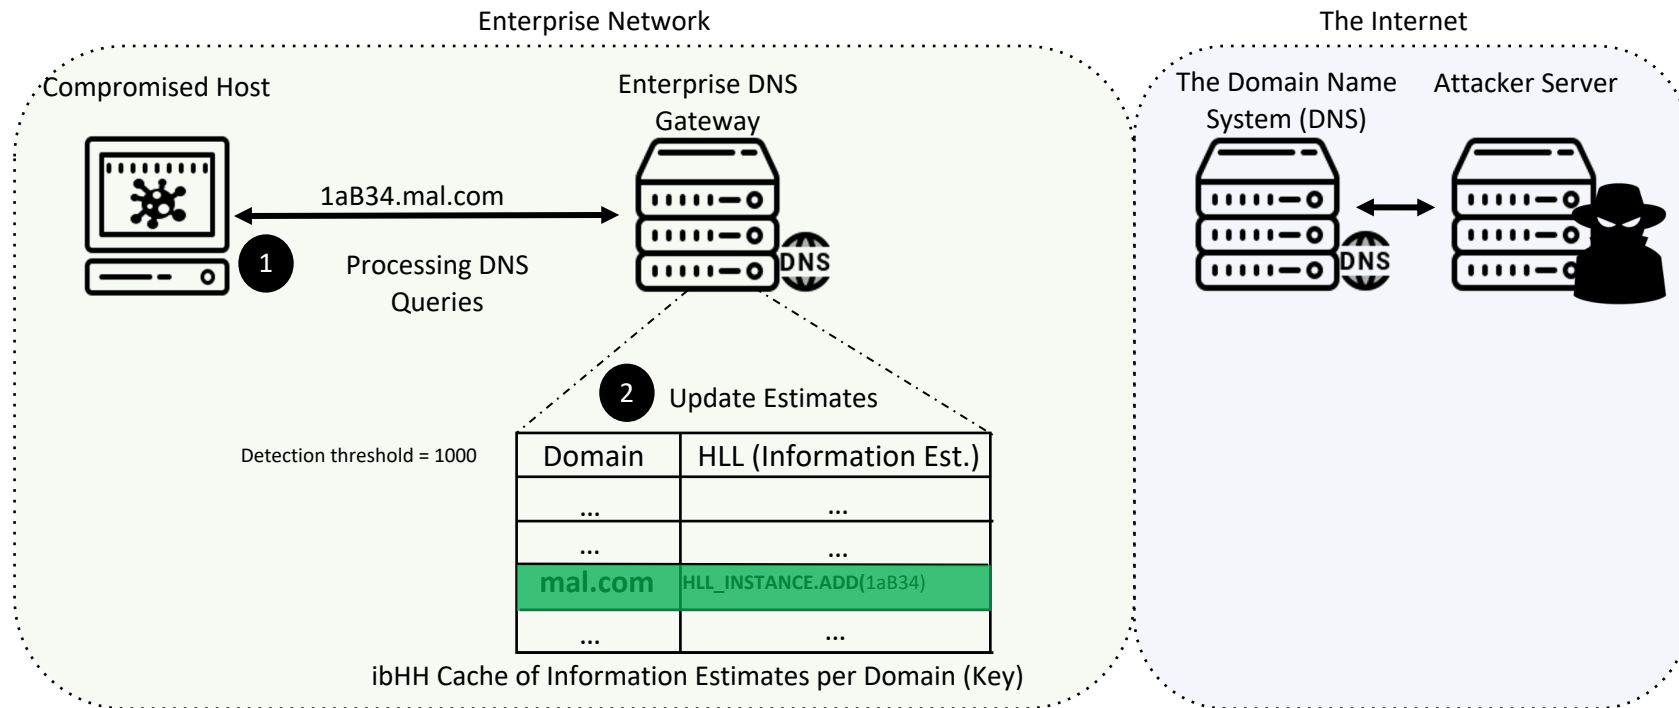 Enterprise Network
The Internet
Compromised Host
Enterprise DNS
Gateway
The Domain Name
System (DNS)
Attacker Server
1aB34.mal.com
1
Processing DNS
Queries
DNS
DNS
2
Update Estimates
Detection threshold = 1000
Domain
HLL (Information Est.)
...
...
...
...
mal.com
HLL_INSTANCE.ADD(1aB34)
...
...
ibHH Cache of Information Estimates per Domain (Key)